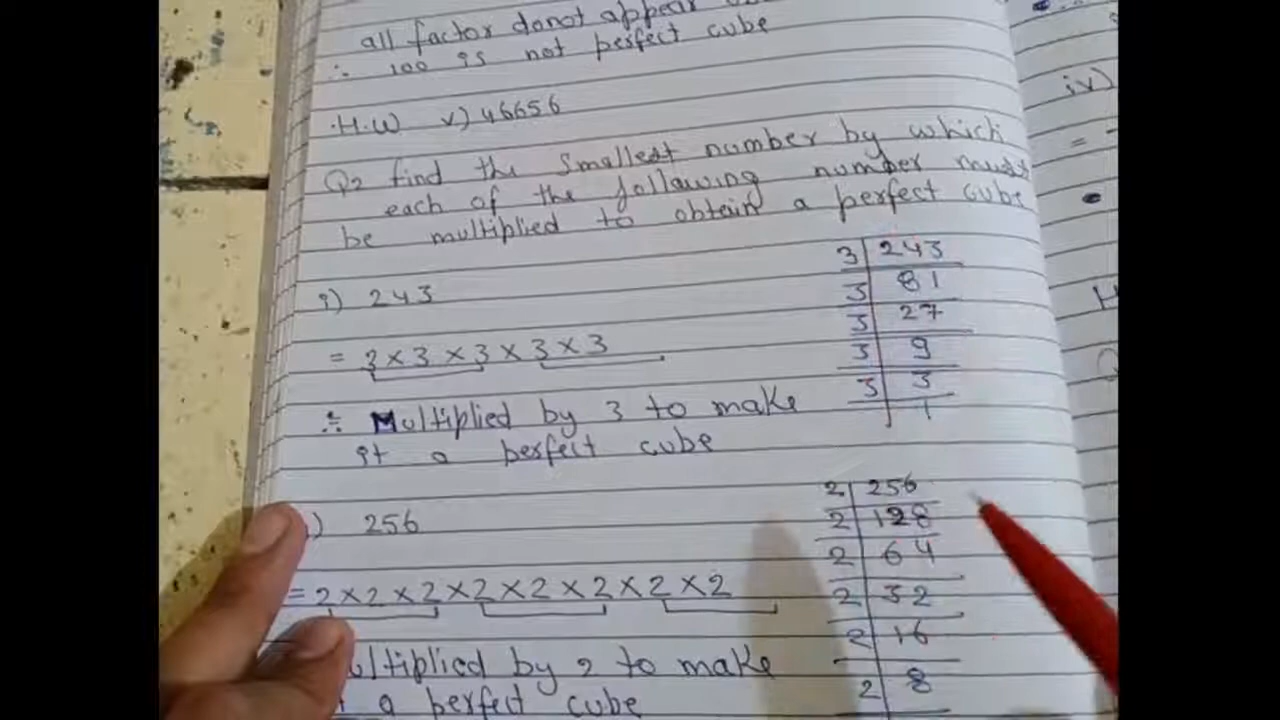 all factor donot appear
∴ 100 is not perfect cube
.H.W v) 46656
Q2 find the smallest number by which
each of the following number must
be multiplied to obtain a perfect cube
i) 243
= 3×3×3×3×3
∴ Multiplied by 3 to make
it a perfect cube
3 | 243
3 | 81
3 | 27
3 | 9
3 | 3
| 1
) 256
= 2×2×2×2×2×2×2×2
ultiplied by 2 to make
a perfect cube
2 | 256
2 | 128
2 | 64
2 | 32
2 | 16
2 | 8
iv)
=